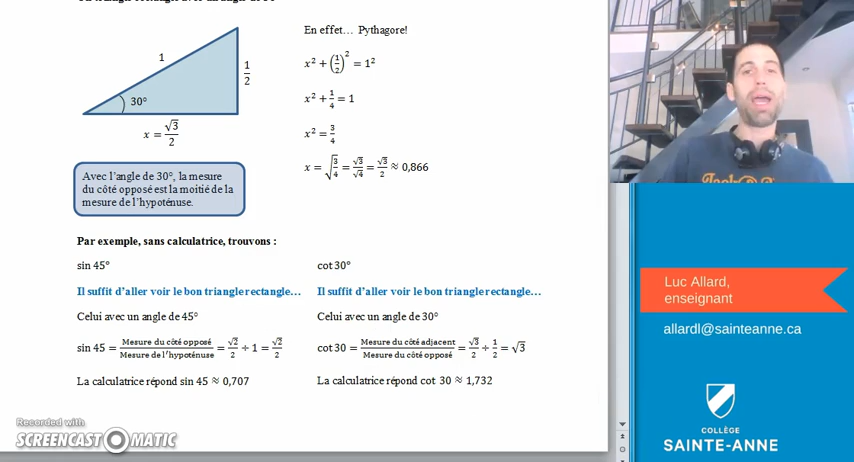 1
1/2
30°
x = √3/2
Avec l'angle de 30°, la mesure
du côté opposé est la moitié de la
mesure de l'hypoténuse.
En effet… Pythagore!
x² + (1/2)² = 1²
x² + 1/4 = 1
x² = 3/4
x = √(3/4) = √3/√4 = √3/2 ≈ 0,866
Par exemple, sans calculatrice, trouvons :
sin 45°
Il suffit d'aller voir le bon triangle rectangle…
Celui avec un angle de 45°
sin 45 = Mesure du côté opposé/Mesure de l'hypoténuse = √2/2 ÷ 1 = √2/2
La calculatrice répond sin 45 ≈ 0,707
cot 30°
Il suffit d'aller voir le bon triangle rectangle…
Celui avec un angle de 30°
cot 30 = Mesure du côté adjacent/Mesure du côté opposé = √3/2 ÷ 1/2 = √3
La calculatrice répond cot 30 ≈ 1,732
Luc Allard,
enseignant
allardl@sainteanne.ca
COLLÈGE
SAINTE-ANNE
Recorded with
SCREENCAST O MATIC